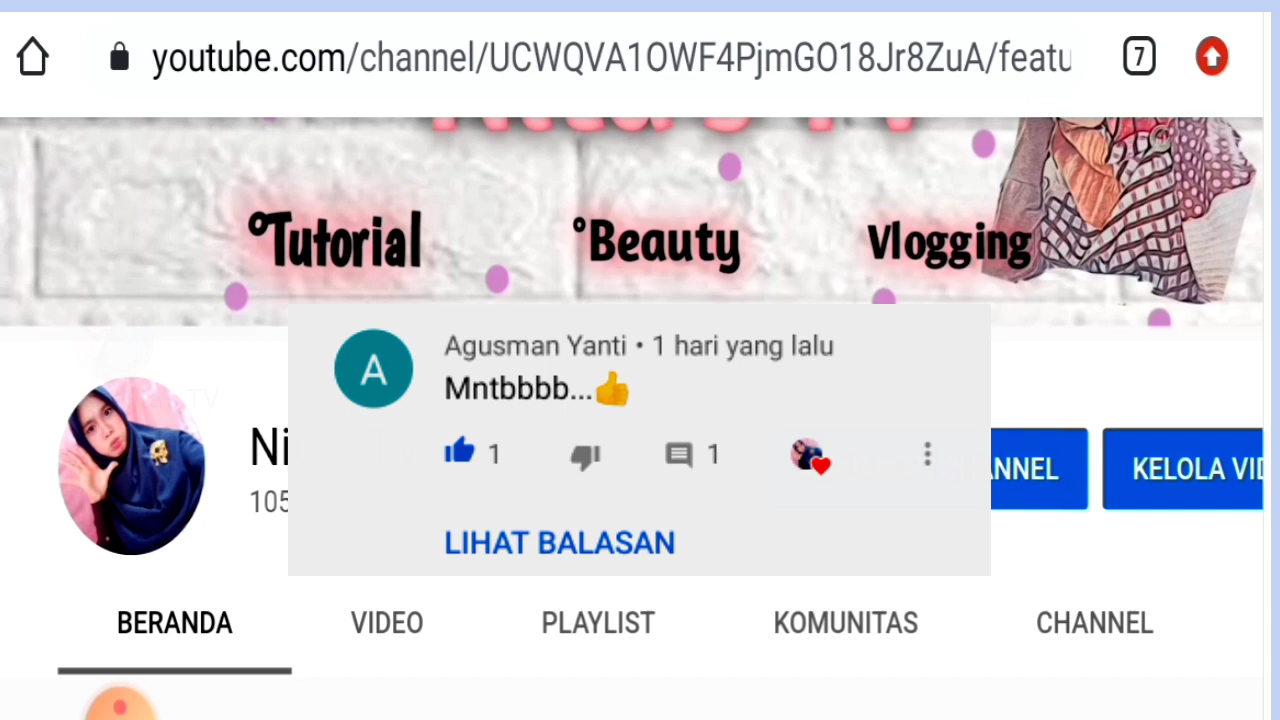 youtube.com/channel/UCWQVA1OWF4PjmGO18Jr8ZuA/featu
7
°Tutorial
°Beauty
Vlogging
Agusman Yanti • 1 hari yang lalu
A
Mntbbbb...👍
1
1
LIHAT BALASAN
Ni
105
NNEL
KELOLA VID
BERANDA
VIDEO
PLAYLIST
KOMUNITAS
CHANNEL